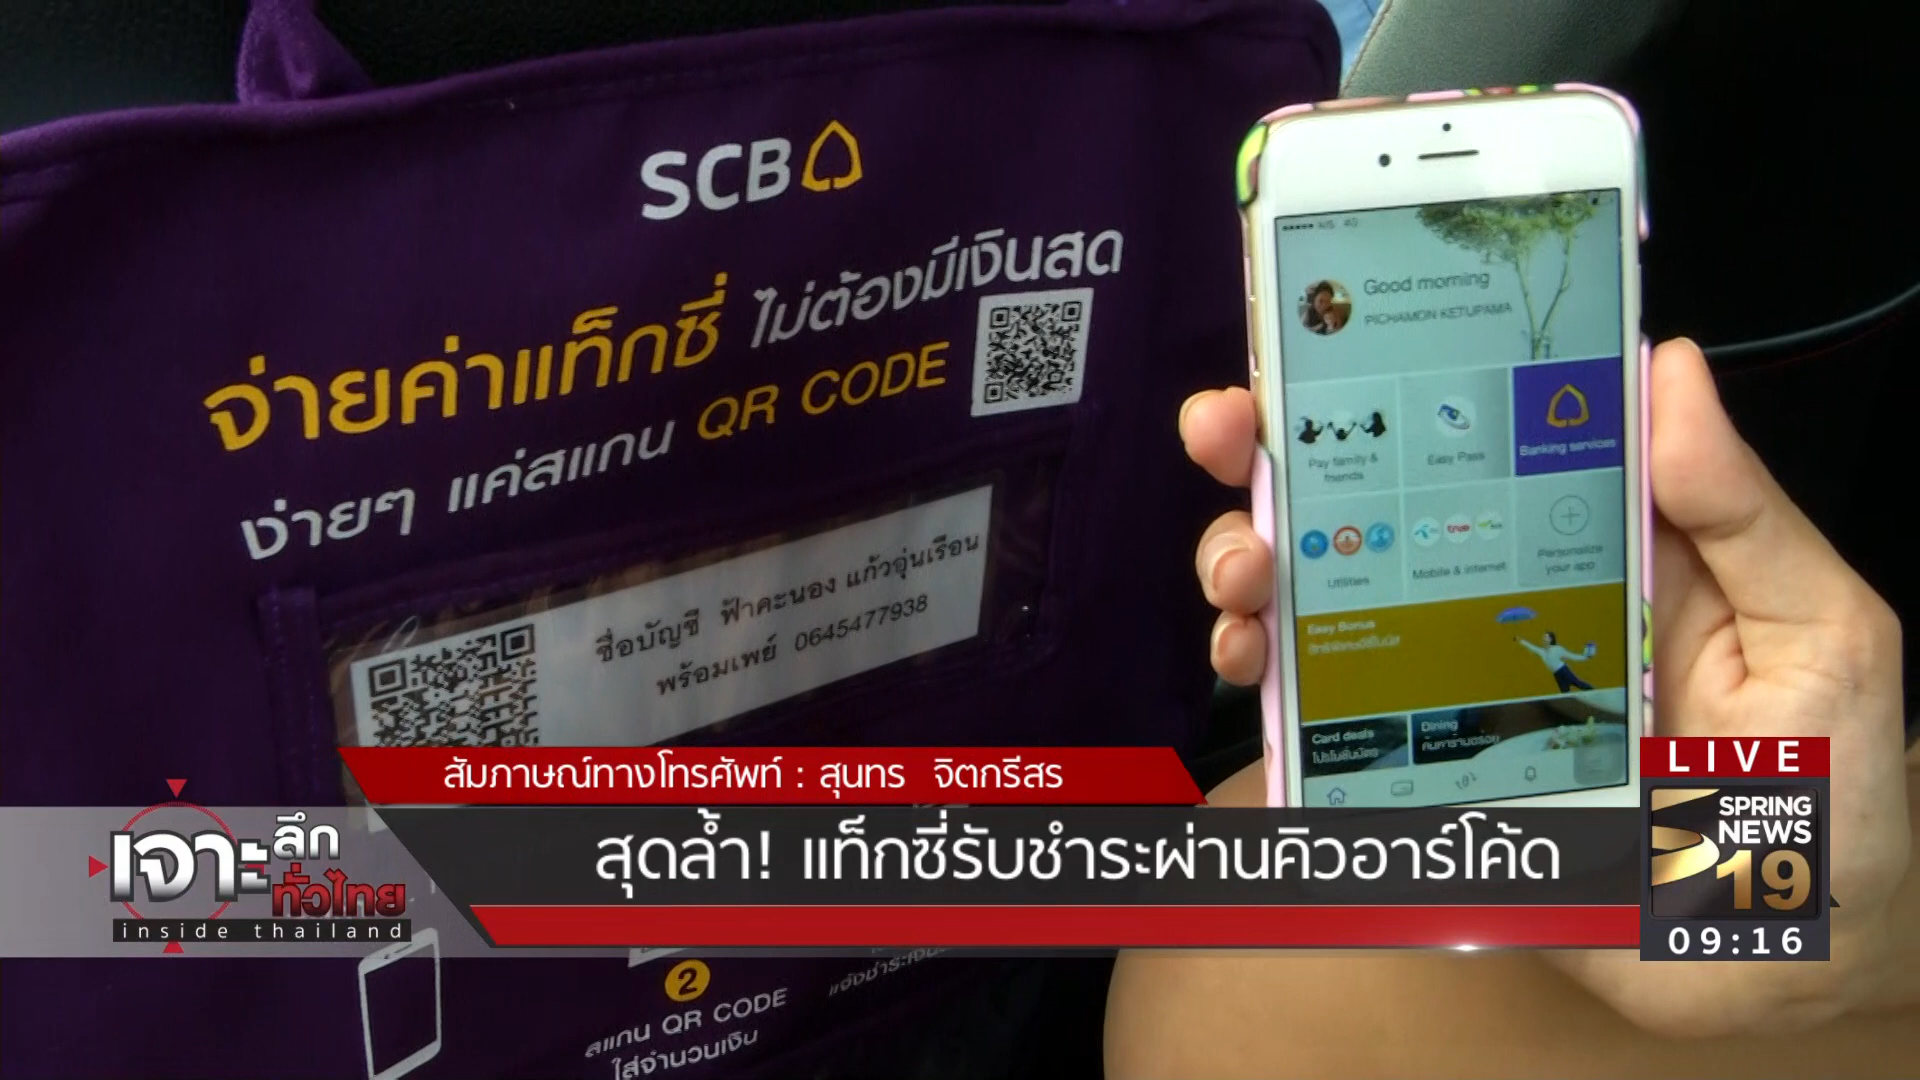 SCB
จ่ายค่าแท็กซี่ ไม่ต้องมีเงินสด
ง่ายๆ แค่สแกน QR CODE
ชื่อบัญชี ฟ้าคะนอง แก้วอุ่นเรือน
พร้อมเพย์ 0645477938
Good morning
PICHAMON KETUPAMA
Pay family & friends
Easy Pass
Banking services
Utilities
Mobile & internet
Personalize your app
Easy Bonus
Card deals
Dining
สัมภาษณ์ทางโทรศัพท์ : สุนทร จิตกรีสร
สุดล้ำ! แท็กซี่รับชำระผ่านคิวอาร์โค้ด
เจาะลึกทั่วไทย
inside thailand
LIVE
SPRING NEWS
19
09:16
2
สแกน QR CODE
ใส่จำนวนเงิน